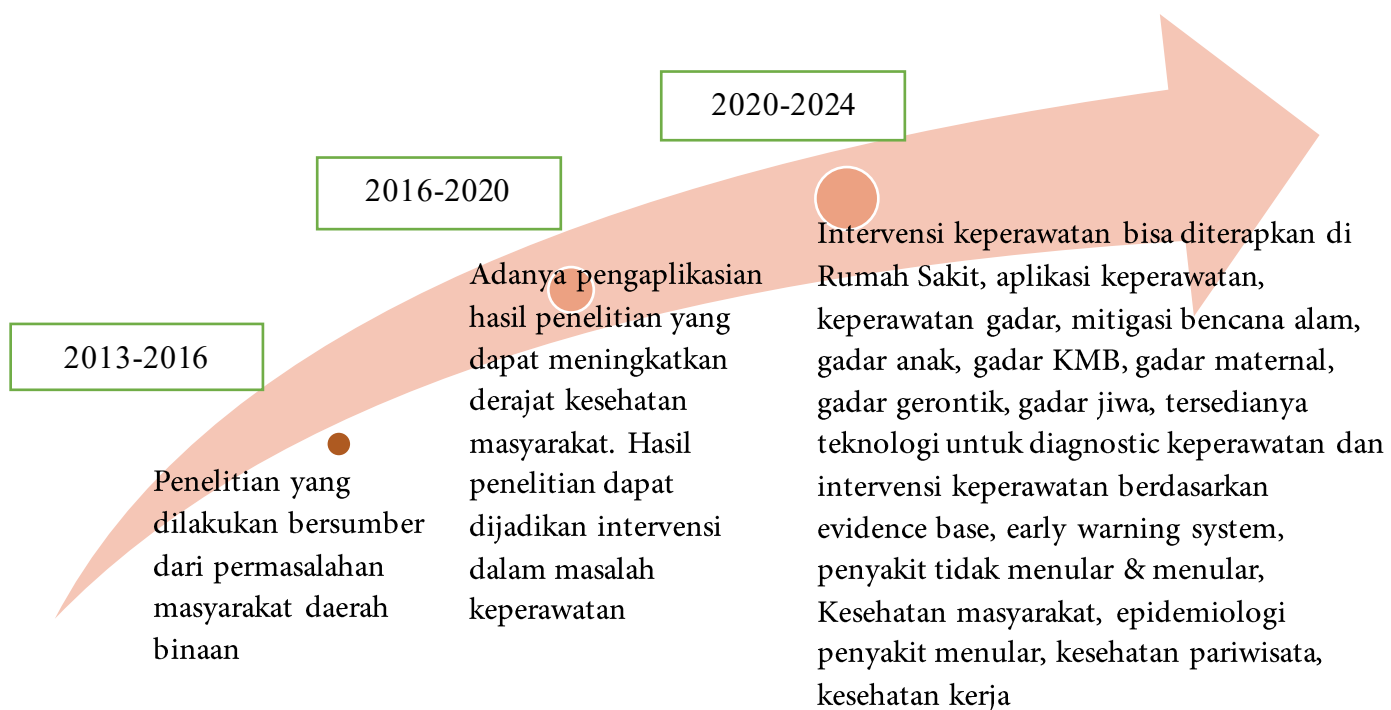 2013-2016
Penelitian yang
dilakukan bersumber
dari permasalahan
masyarakat daerah
binaan
2016-2020
Adanya pengaplikasian
hasil penelitian yang
dapat meningkatkan
derajat kesehatan
masyarakat. Hasil
penelitian dapat
dijadikan intervensi
dalam masalah
keperawatan
2020-2024
Intervensi keperawatan bisa diterapkan di
Rumah Sakit, aplikasi keperawatan,
keperawatan gadar, mitigasi bencana alam,
gadar anak, gadar KMB, gadar maternal,
gadar gerontik, gadar jiwa, tersedianya
teknologi untuk diagnostic keperawatan dan
intervensi keperawatan berdasarkan
evidence base, early warning system,
penyakit tidak menular & menular,
Kesehatan masyarakat, epidemiologi
penyakit menular, kesehatan pariwisata,
kesehatan kerja